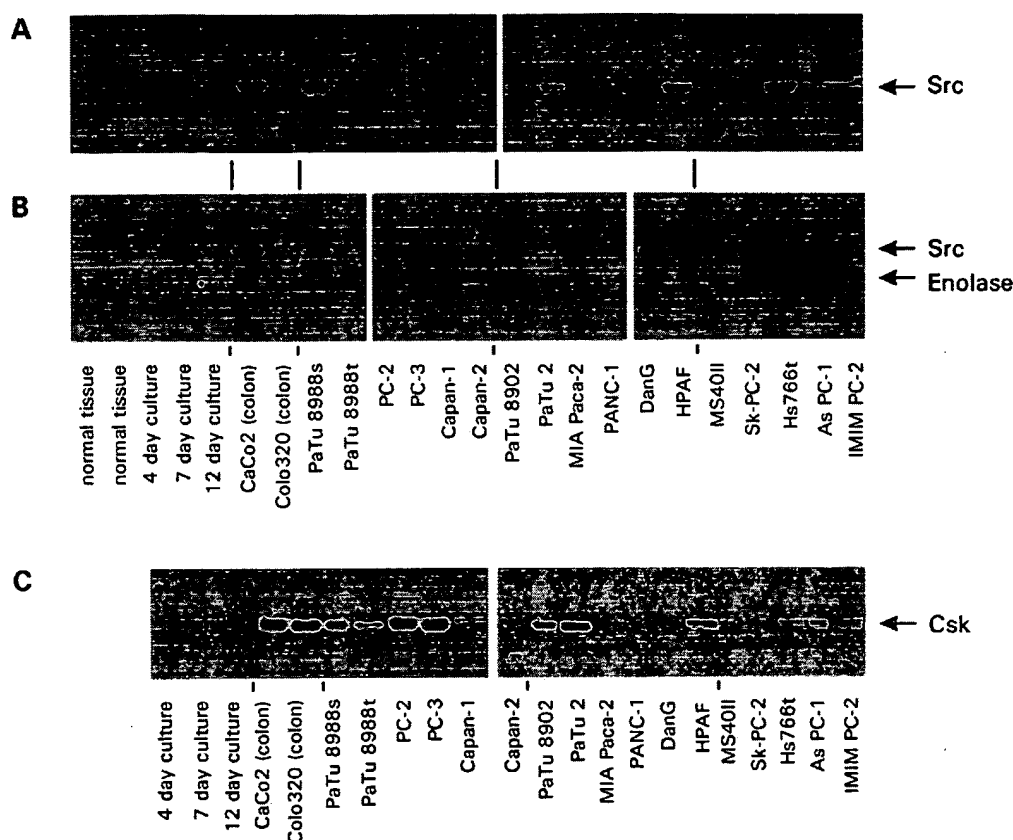 A
Src
B
Src
Enolase
normal tissue
normal tissue
4 day culture
7 day culture
12 day culture
CaCo2 (colon)
Colo320 (colon)
PaTu 8988s
PaTu 8988t
PC-2
PC-3
Capan-1
Capan-2
PaTu 8902
PaTu 2
MIA Paca-2
PANC-1
DanG
HPAF
MS40II
Sk-PC-2
Hs766t
As PC-1
IMIM PC-2
C
Csk
4 day culture
7 day culture
12 day culture
CaCo2 (colon)
Colo320 (colon)
PaTu 8988s
PaTu 8988t
PC-2
PC-3
Capan-1
Capan-2
PaTu 8902
PaTu 2
MIA Paca-2
PANC-1
DanG
HPAF
MS40II
Sk-PC-2
Hs766t
As PC-1
IMIM PC-2